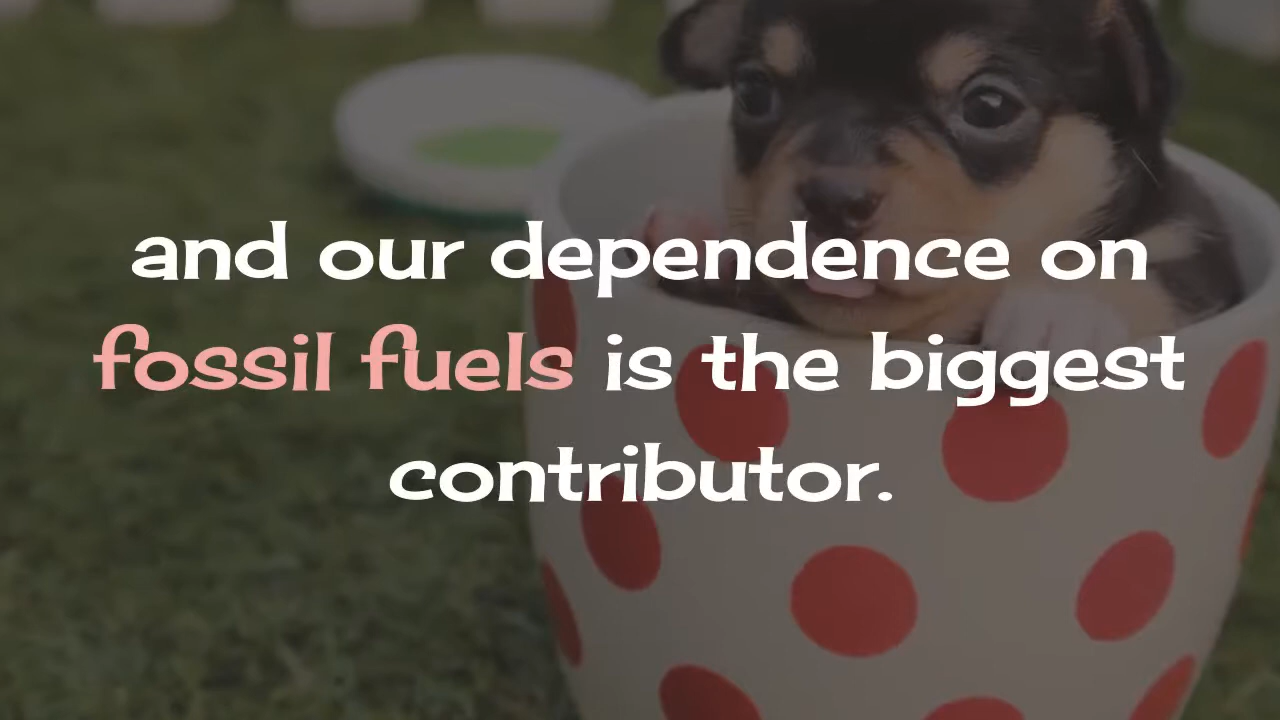 and our dependence on
fossil fuels is the biggest
contributor.